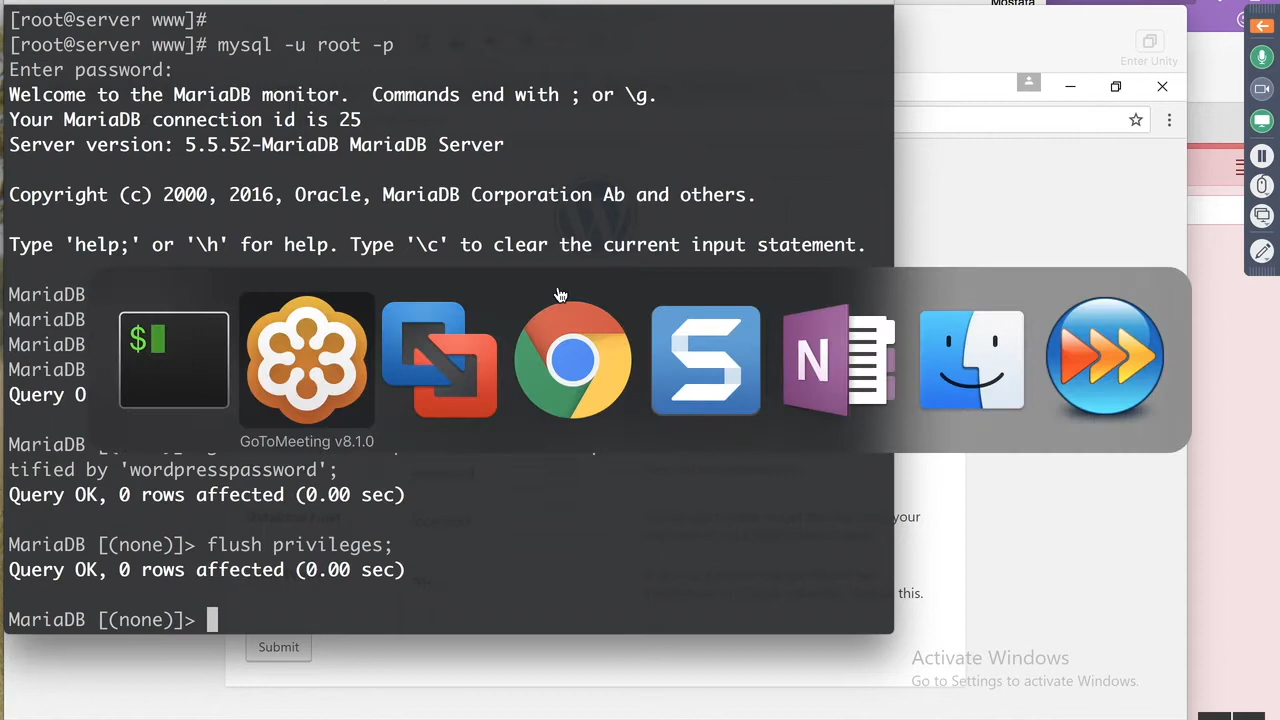 Mostafa
[root@server www]#
[root@server www]# mysql -u root -p
Enter password:
Welcome to the MariaDB monitor.  Commands end with ; or \g.
Your MariaDB connection id is 25
Server version: 5.5.52-MariaDB MariaDB Server
Copyright (c) 2000, 2016, Oracle, MariaDB Corporation Ab and others.
Type 'help;' or '\h' for help. Type '\c' to clear the current input statement.
MariaDB
MariaDB
MariaDB
MariaDB
Query O
MariaDB
tified by 'wordpresspassword';
Query OK, 0 rows affected (0.00 sec)
MariaDB [(none)]> flush privileges;
Query OK, 0 rows affected (0.00 sec)
MariaDB [(none)]>
Enter Unity
$
N
GoToMeeting v8.1.0
your
this.
Submit
Activate Windows
Go to Settings to activate Windows.